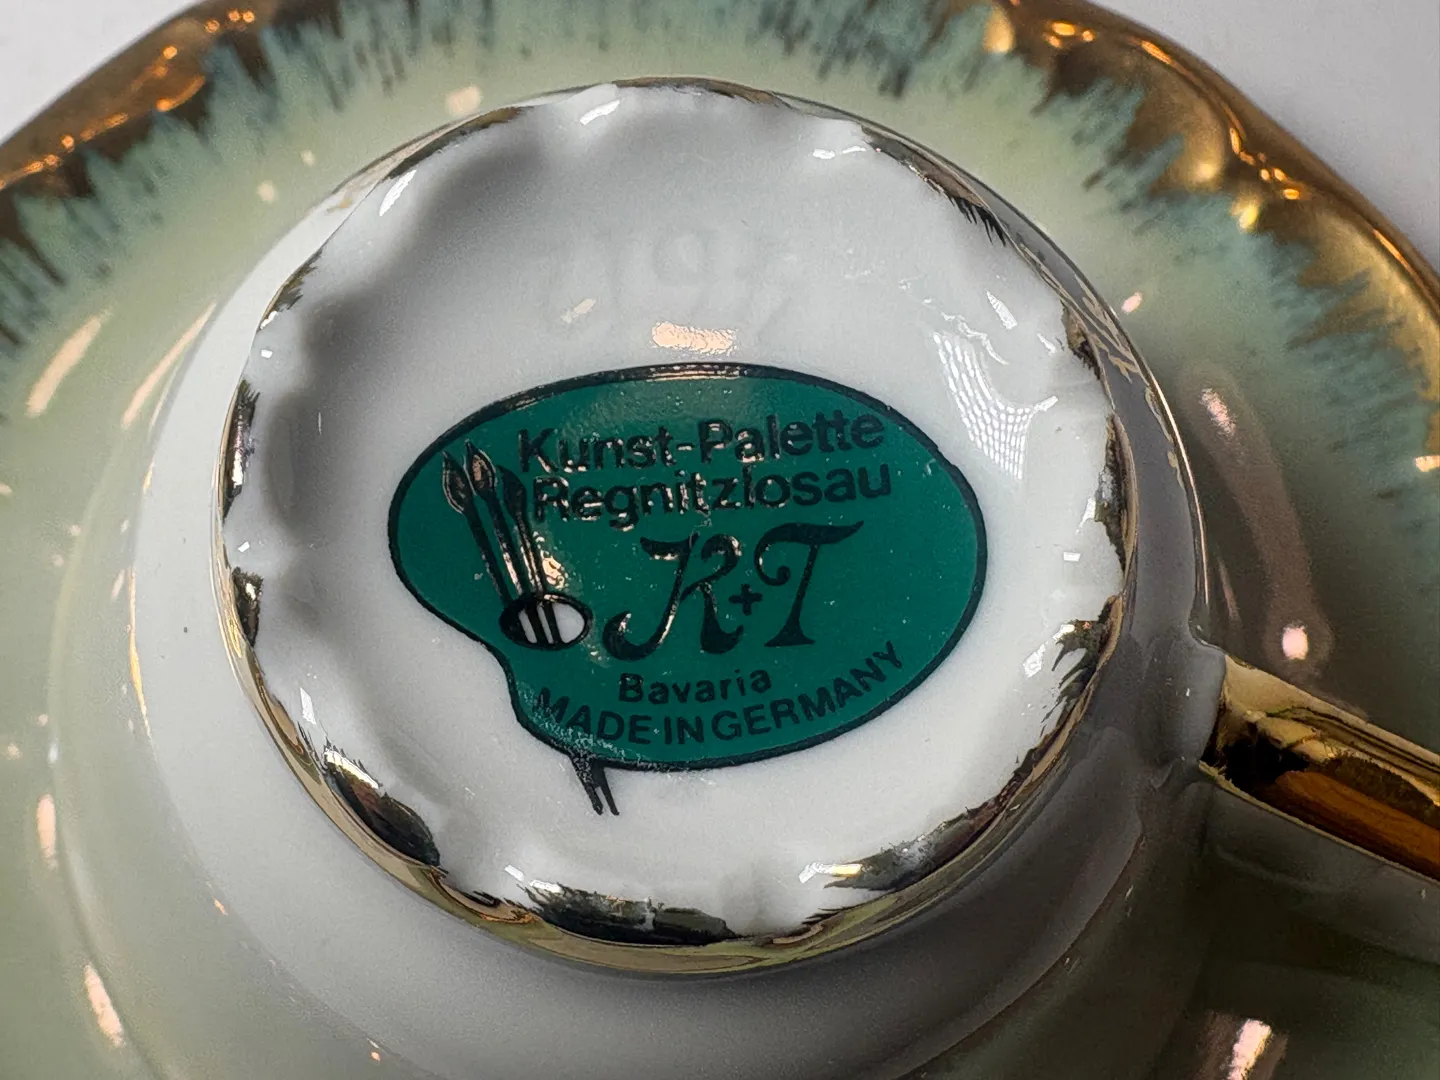 Kunst-Palette
Regnitzlosau
K+T
Bavaria
MADE IN GERMANY